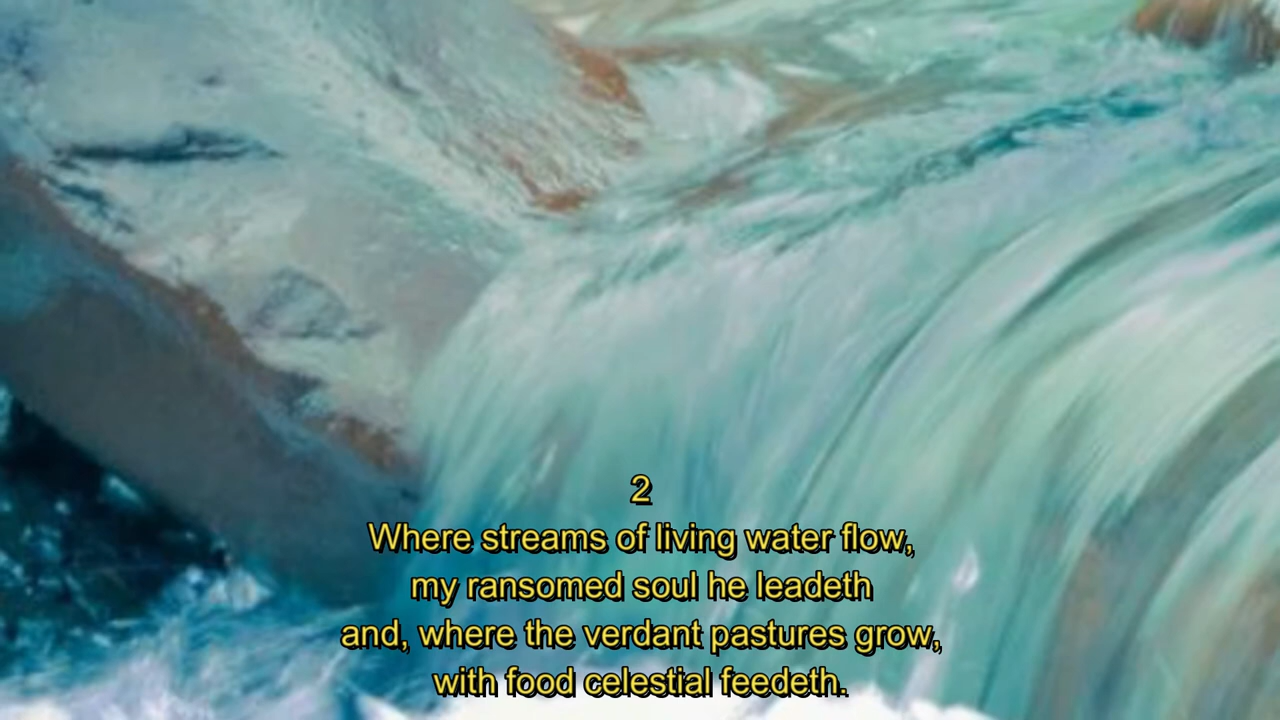 2
Where streams of living water flow,
my ransomed soul he leadeth
and, where the verdant pastures grow,
with food celestial feedeth.